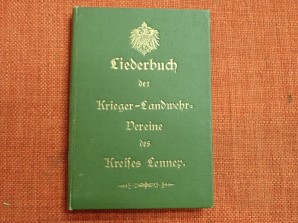 Liederbuch
der
Krieger-Landwehr-
Vereine
des
Kreises Lennep.